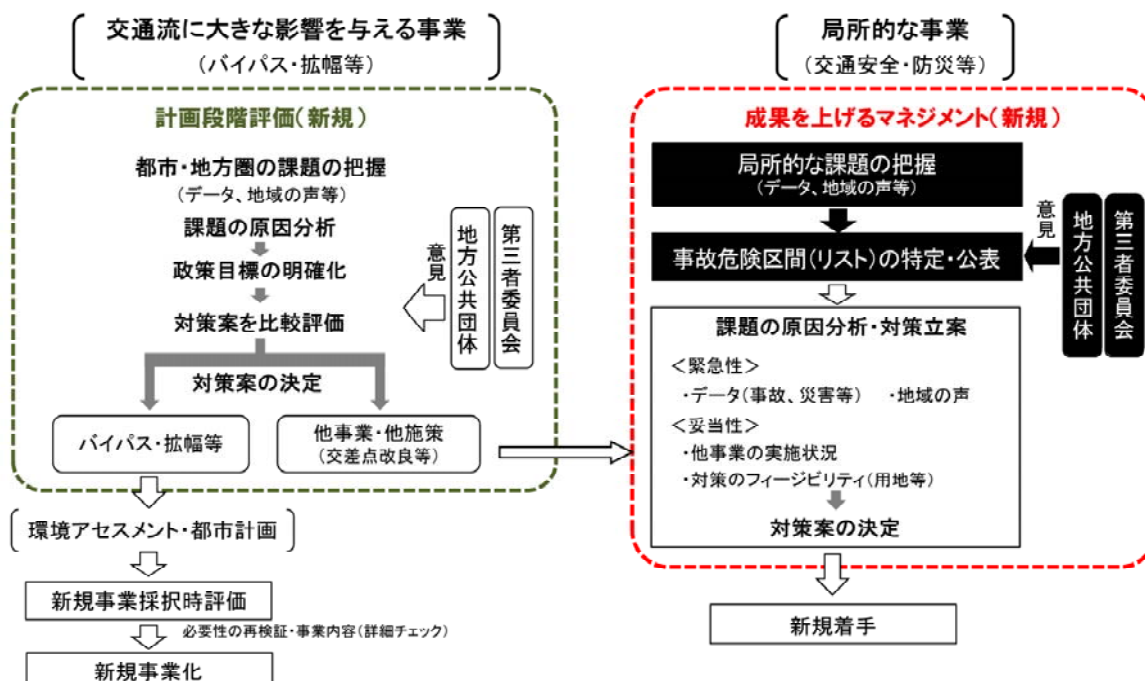 交通流に大きな影響を与える事業
(バイパス・拡幅等)
計画段階評価(新規)
都市・地方圏の課題の把握
(データ、地域の声等)
課題の原因分析
政策目標の明確化
対策案を比較評価
意見
地方公共団体
第三者委員会
対策案の決定
バイパス・拡幅等
他事業・他施策
(交差点改良等)
環境アセスメント・都市計画
新規事業採択時評価
必要性の再検証・事業内容(詳細チェック)
新規事業化
局所的な事業
(交通安全・防災等)
成果を上げるマネジメント(新規)
局所的な課題の把握
(データ、地域の声等)
事故危険区間(リスト)の特定・公表
意見
地方公共団体
第三者委員会
課題の原因分析・対策立案
<緊急性>
・データ(事故、災害等) ・地域の声
<妥当性>
・他事業の実施状況
・対策のフィージビリティ(用地等)
対策案の決定
新規着手